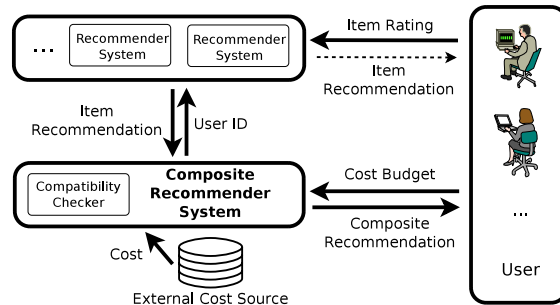 ...
Recommender
System
Recommender
System
Item Rating
Item
Recommendation
Item
Recommendation
User ID
Compatibility
Checker
Composite
Recommender
System
Cost Budget
Composite
Recommendation
...
User
Cost
External Cost Source